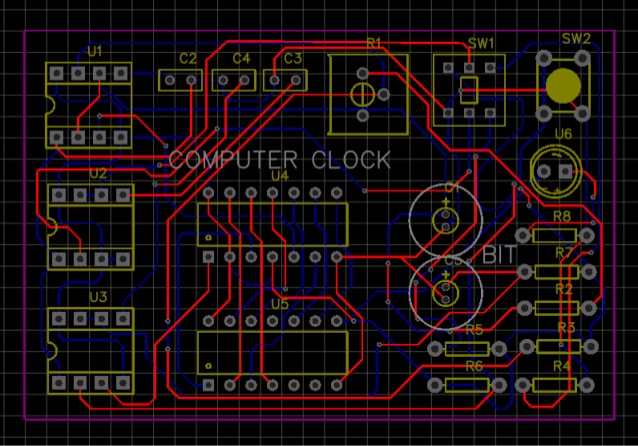 U1
C2
C4
C3
R1
SW1
SW2
U6
COMPUTER CLOCK
U2
U4
C1
R8
BIT
R7
C5
R2
U3
U5
R5
R3
R6
R4